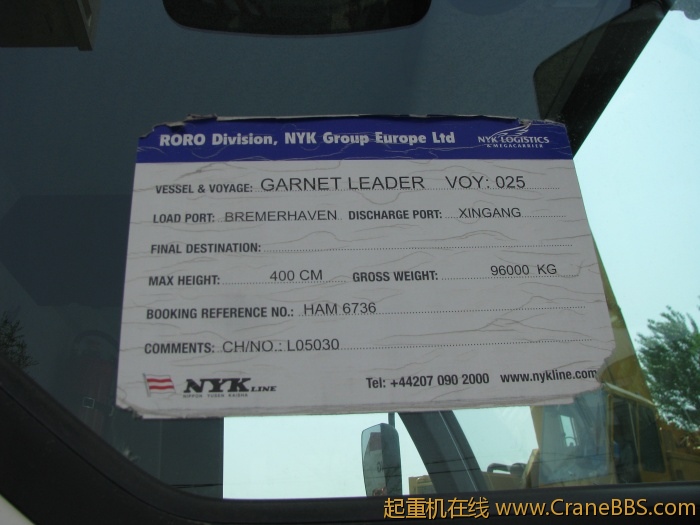 RORO Division, NYK Group Europe Ltd
NYK LOGISTICS
& MEGACARRIER
VESSEL & VOYAGE: GARNET LEADER VOY: 025
LOAD PORT: BREMERHAVEN DISCHARGE PORT: XINGANG
FINAL DESTINATION:
MAX HEIGHT: 400 CM GROSS WEIGHT: 96000 KG
BOOKING REFERENCE NO.: HAM 6736
COMMENTS: CH/NO.: L05030
NYK LINE
NIPPON YUSEN KAISHA
Tel: +44207 090 2000 www.nykline.com
起重机在线 www.CraneBBS.com